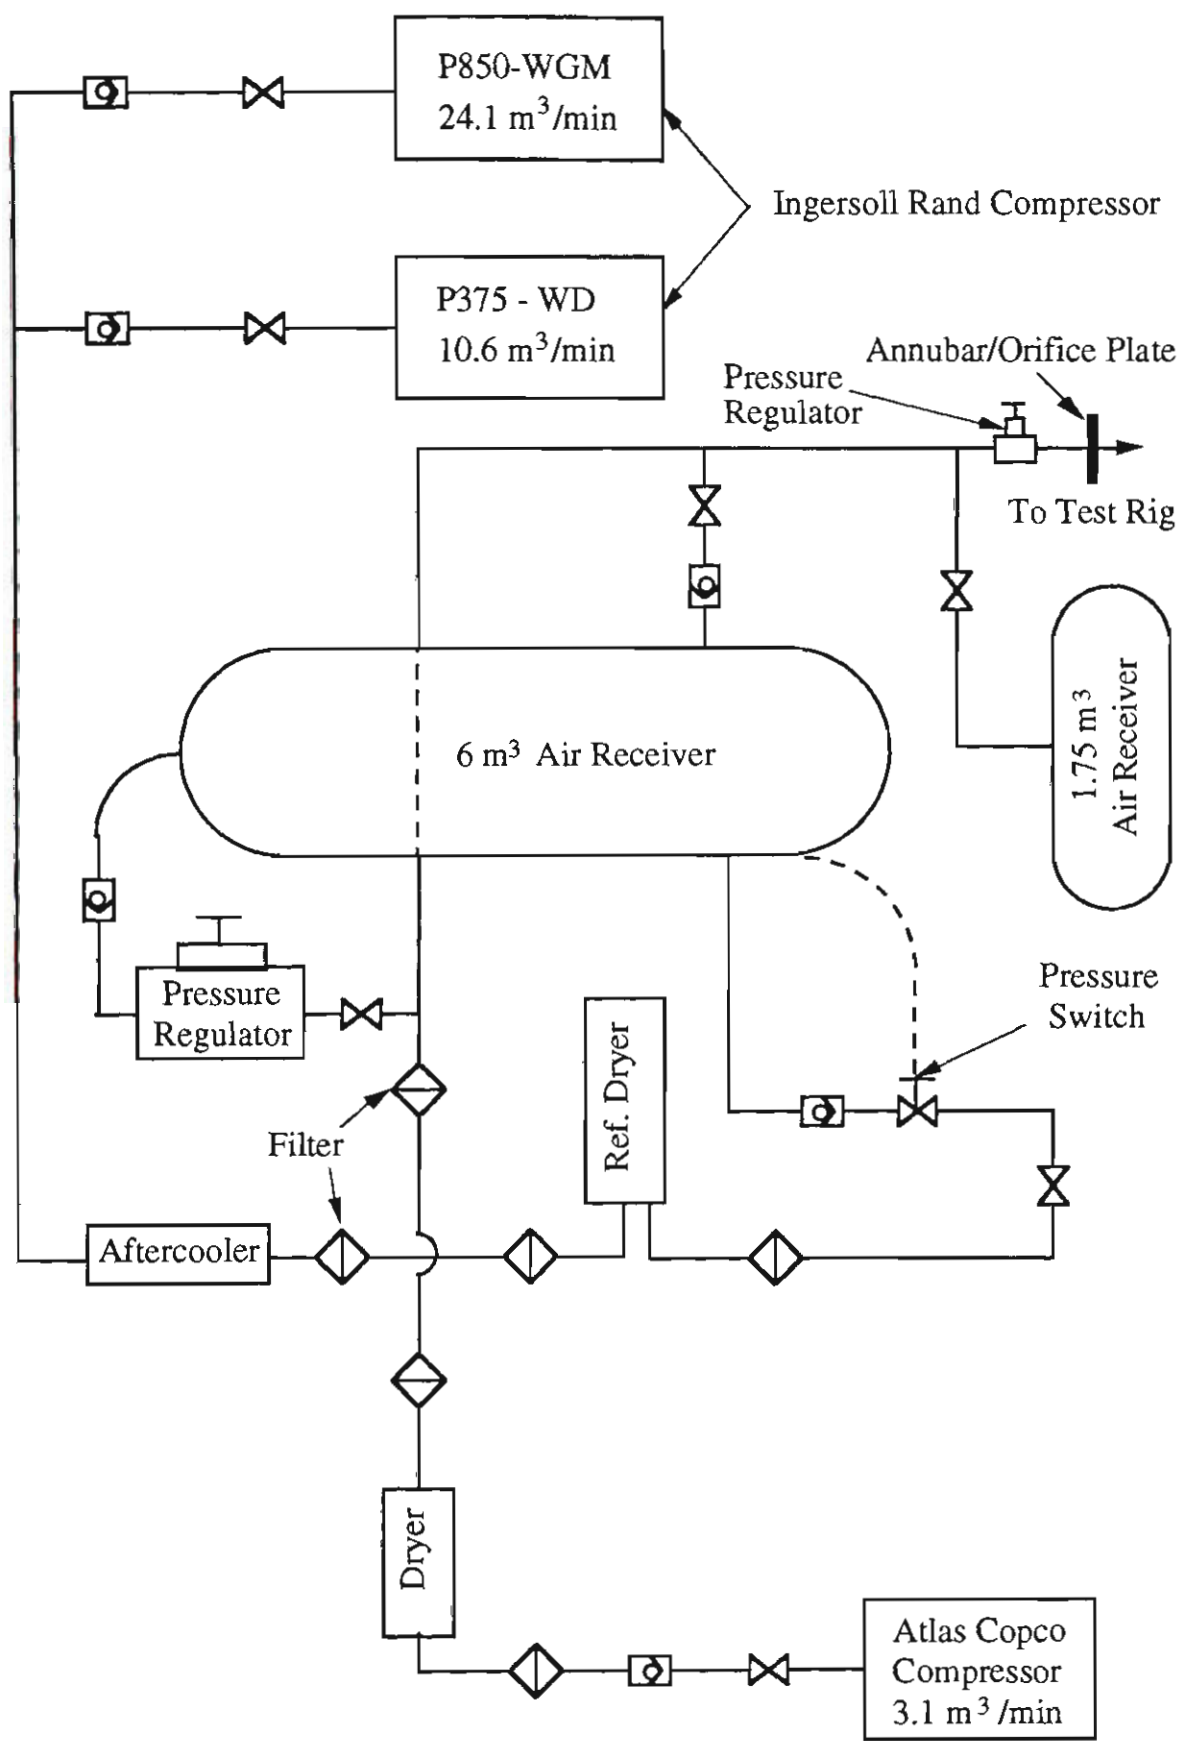 P850-WGM
24.1 m³/min
Ingersoll Rand Compressor
P375 - WD
10.6 m³/min
Annubar/Orifice Plate
Pressure
Regulator
To Test Rig
6 m³ Air Receiver
1.75 m³
Air Receiver
Pressure
Regulator
Pressure
Switch
Ref. Dryer
Filter
Aftercooler
Dryer
Atlas Copco
Compressor
3.1 m³ /min